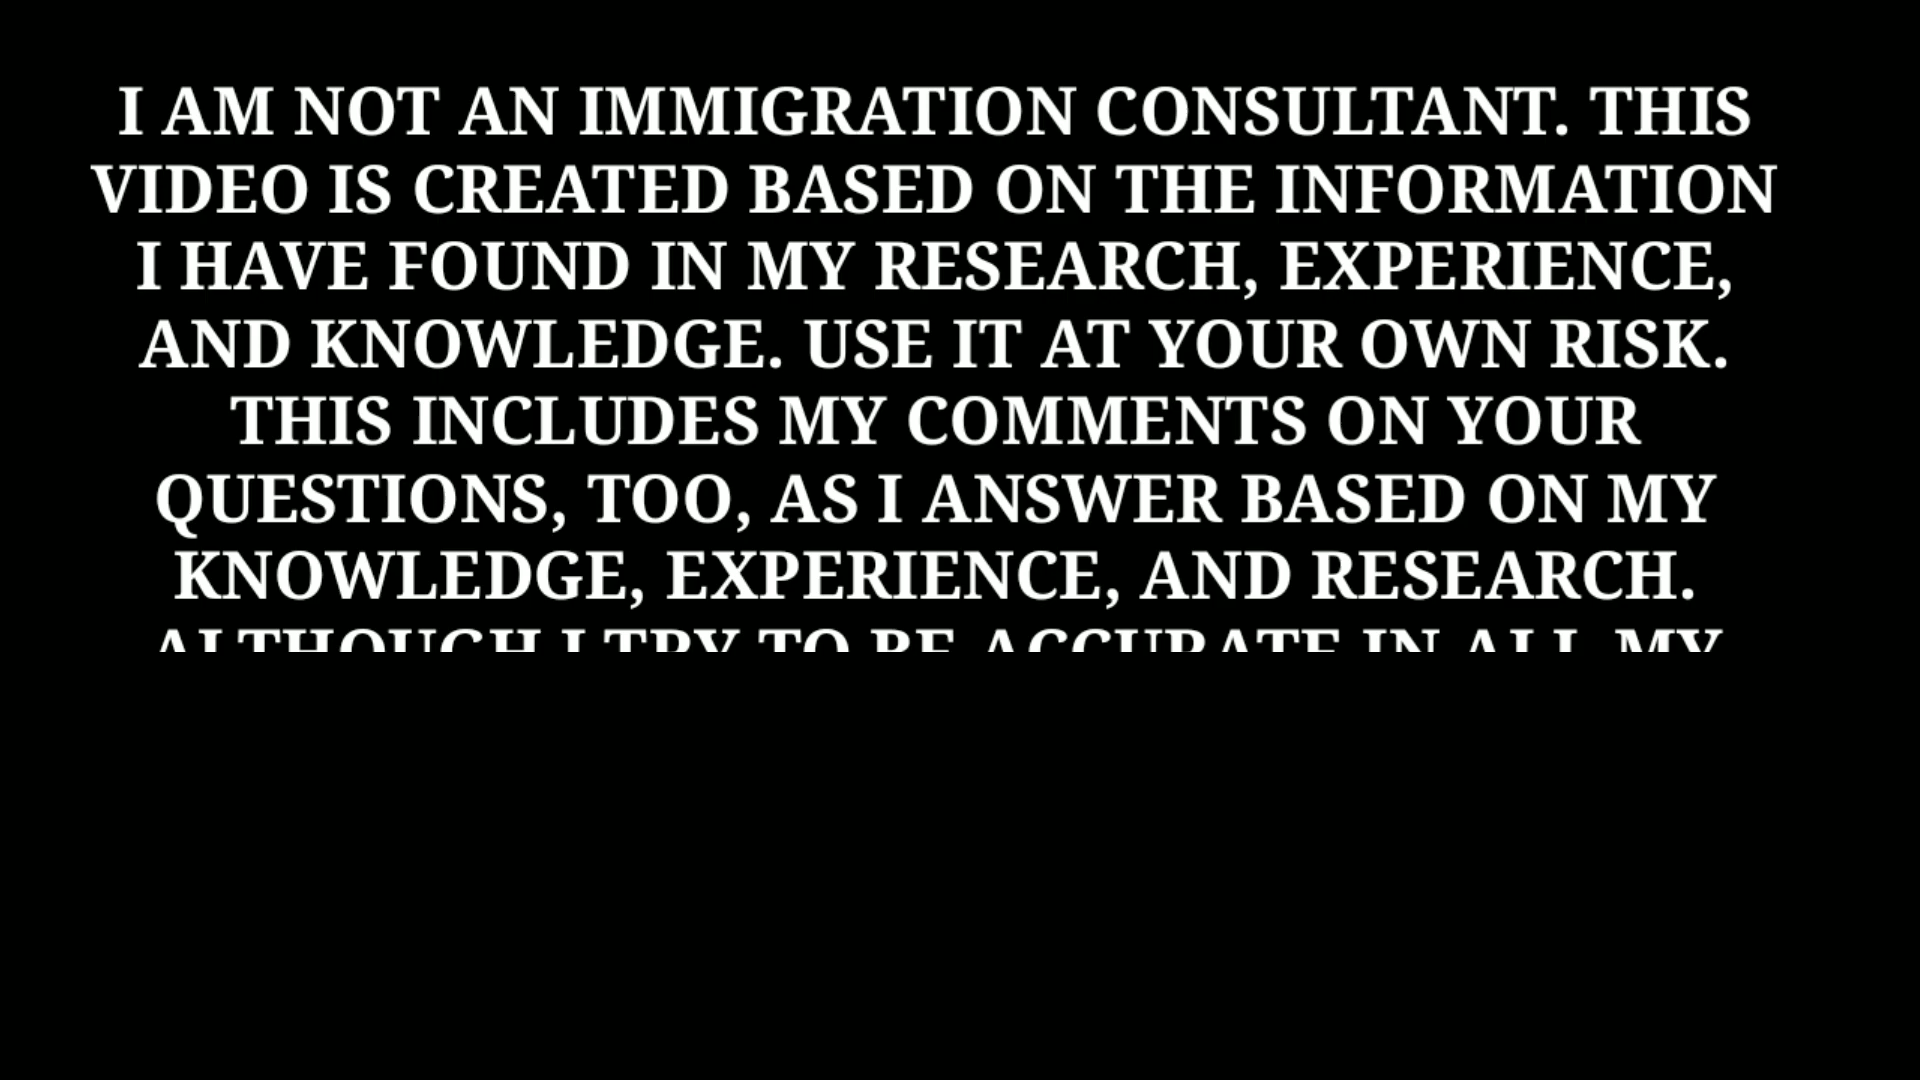 I AM NOT AN IMMIGRATION CONSULTANT. THIS
VIDEO IS CREATED BASED ON THE INFORMATION
I HAVE FOUND IN MY RESEARCH, EXPERIENCE,
AND KNOWLEDGE. USE IT AT YOUR OWN RISK.
THIS INCLUDES MY COMMENTS ON YOUR
QUESTIONS, TOO, AS I ANSWER BASED ON MY
KNOWLEDGE, EXPERIENCE, AND RESEARCH.
ALTHOUGH I TRY TO BE ACCURATE IN ALL MY